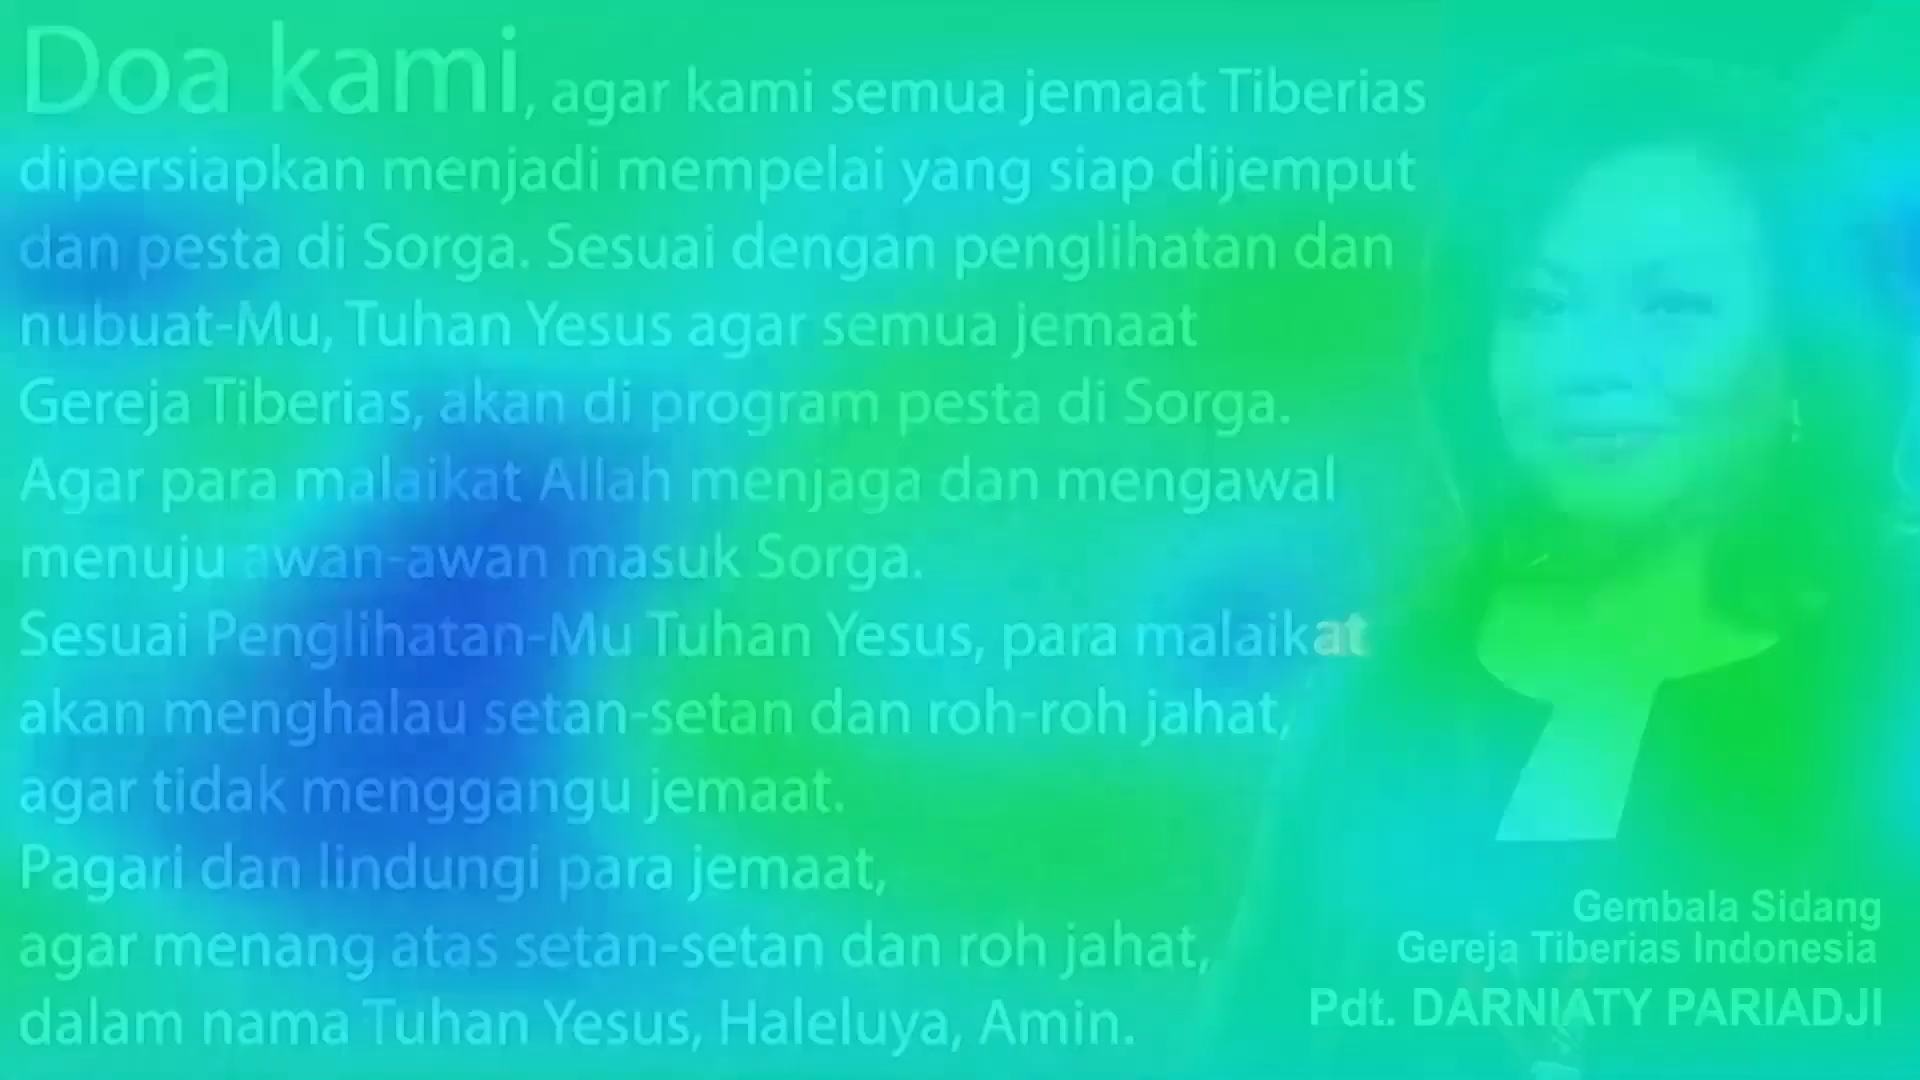 Doa kami, agar kami semua jemaat Tiberias
dipersiapkan menjadi mempelai yang siap dijemput
dan pesta di Sorga. Sesuai dengan penglihatan dan
nubuat-Mu, Tuhan Yesus agar semua jemaat
Gereja Tiberias, akan di program pesta di Sorga.
Agar para malaikat Allah menjaga dan mengawal
menuju awan-awan masuk Sorga.
Sesuai Penglihatan-Mu Tuhan Yesus, para malaikat
akan menghalau setan-setan dan roh-roh jahat,
agar tidak menggangu jemaat.
Pagari dan lindungi para jemaat,
agar menang atas setan-setan dan roh jahat,
dalam nama Tuhan Yesus, Haleluya, Amin.
Gembala Sidang
Gereja Tiberias Indonesia
Pdt. DARNIATY PARIADJI